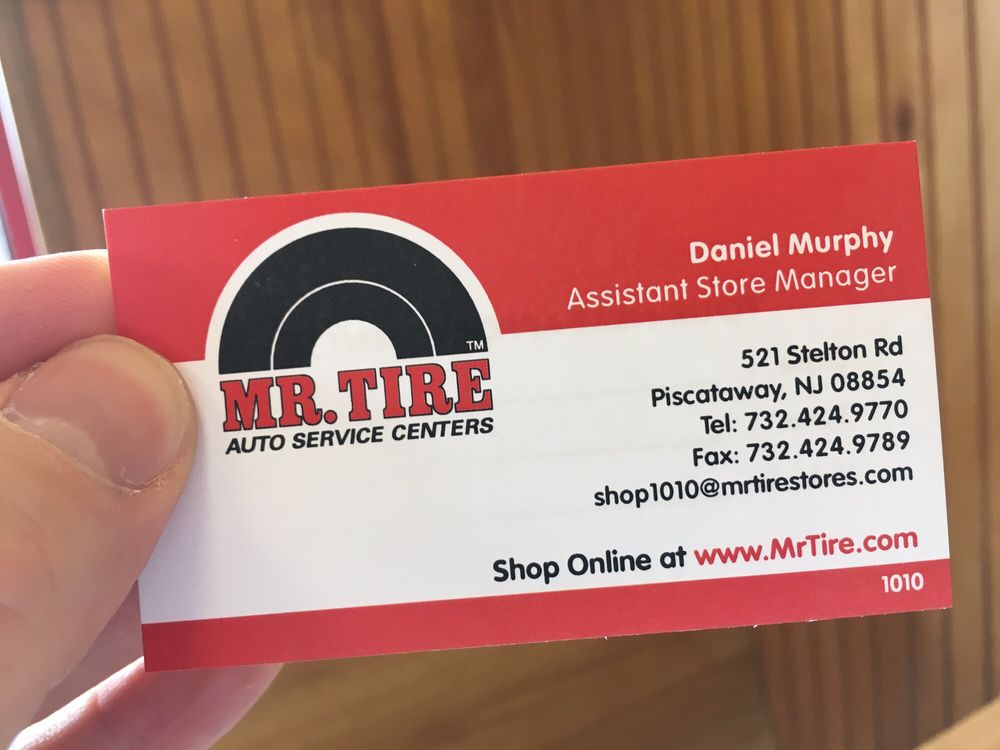 Daniel Murphy
Assistant Store Manager
TM
MR. TIRE
AUTO SERVICE CENTERS
521 Stelton Rd
Piscataway, NJ 08854
Tel: 732.424.9770
Fax: 732.424.9789
shop1010@mrtirestores.com
Shop Online at www.MrTire.com
1010